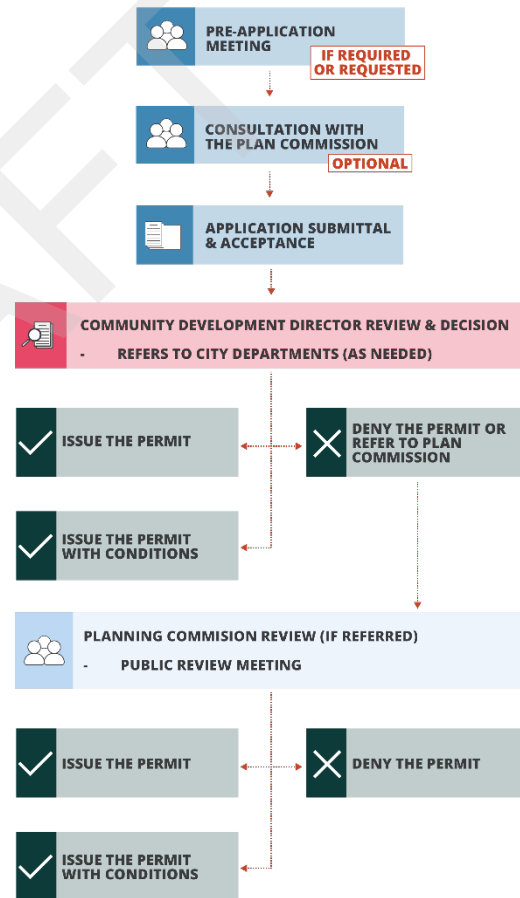 PRE-APPLICATION
MEETING
IF REQUIRED
OR REQUESTED
CONSULTATION WITH
THE PLAN COMMISSION
OPTIONAL
APPLICATION SUBMITTAL
& ACCEPTANCE
COMMUNITY DEVELOPMENT DIRECTOR REVIEW & DECISION
- REFERS TO CITY DEPARTMENTS (AS NEEDED)
ISSUE THE PERMIT
DENY THE PERMIT OR
REFER TO PLAN
COMMISSION
ISSUE THE PERMIT
WITH CONDITIONS
PLANNING COMMISION REVIEW (IF REFERRED)
- PUBLIC REVIEW MEETING
ISSUE THE PERMIT
DENY THE PERMIT
ISSUE THE PERMIT
WITH CONDITIONS